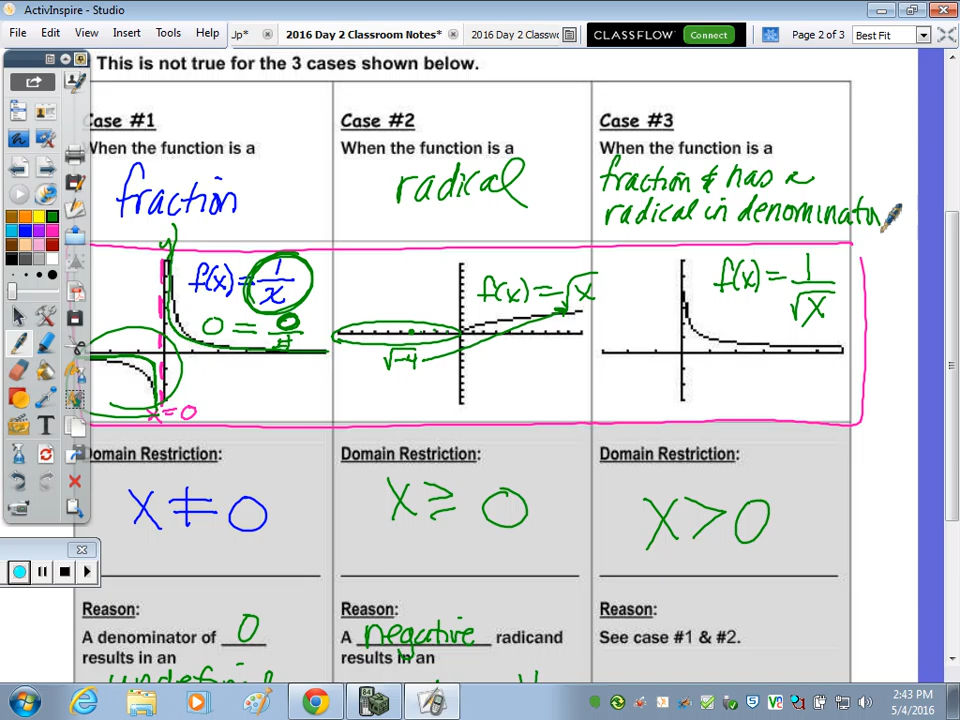 ActivInspire - Studio
File Edit View Insert Tools Help
Jp* 2016 Day 2 Classroom Notes* 2016 Day 2 Classw
CLASSFLOW Connect
Page 2 of 3 Best Fit
This is not true for the 3 cases shown below.
Case #1
When the function is a
fraction
Case #2
When the function is a
radical
Case #3
When the function is a
fraction & has a
radical in denominator
y
f(x) = 1/x
0 = 0/#
x = 0
f(x) = √x
√-4
f(x) = 1/√x
Domain Restriction:
x ≠ 0
Domain Restriction:
x ≥ 0
Domain Restriction:
x > 0
Reason:
A denominator of 0
results in an
Reason:
A negative radicand
results in an
Reason:
See case #1 & #2.
84
2:43 PM
5/4/2016